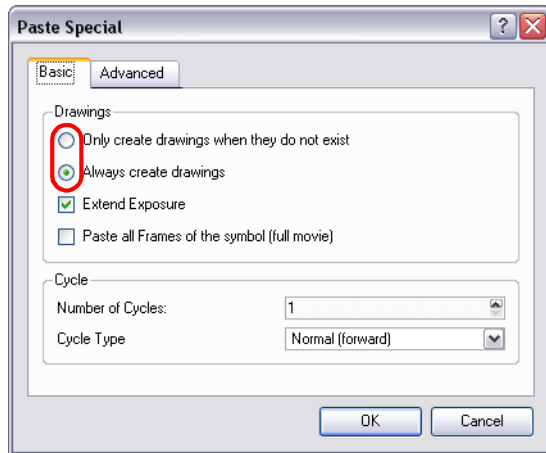 Paste Special ?
Basic Advanced
Drawings
Only create drawings when they do not exist
Always create drawings
Extend Exposure
Paste all Frames of the symbol (full movie)
Cycle
Number of Cycles: 1
Cycle Type Normal (forward)
OK Cancel